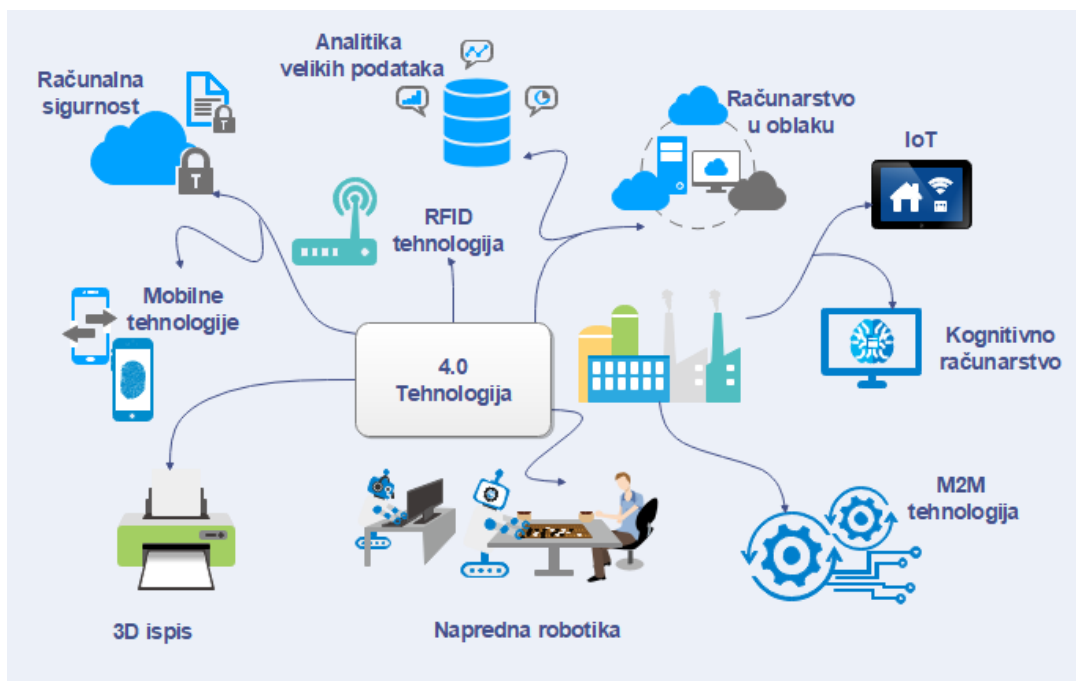 Analitika
velikih podataka
Računalna
sigurnost
Računarstvo
u oblaku
IoT
T
T
RFID
tehnologija
Mobilne
tehnologije
4.0
Tehnologija
Kognitivno
računarstvo
M2M
tehnologija
3D ispis
Napredna robotika